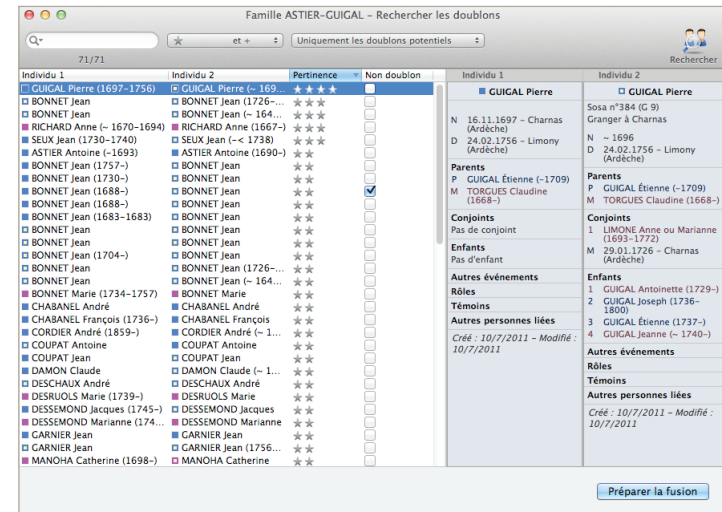 Famille ASTIER-GUIGAL – Rechercher les doublons
et +
Uniquement les doublons potentiels
71/71
Rechercher
Individu 1 Individu 2 Pertinence Non doublon
GUIGAL Pierre (1697-1756) GUIGAL Pierre (~ 169...
BONNET Jean BONNET Jean (1726-...
BONNET Jean BONNET Jean (~ 164...
RICHARD Anne (~ 1670-1694) RICHARD Anne (1667-)
SEUX Jean (1730-1740) SEUX Jean (-< 1738)
ASTIER Antoine (-1693) ASTIER Antoine (1690-)
BONNET Jean (1757-) BONNET Jean
BONNET Jean (1730-) BONNET Jean
BONNET Jean (1688-) BONNET Jean
BONNET Jean (1688-) BONNET Jean
BONNET Jean (1683-1683) BONNET Jean
BONNET Jean BONNET Jean
BONNET Jean (1704-) BONNET Jean
BONNET Jean BONNET Jean (1726-...
BONNET Jean BONNET Jean (~ 164...
BONNET Marie (1734-1757) BONNET Marie
CHABANEL André CHABANEL André
CHABANEL François (1736-) CHABANEL François
CORDIER André (1859-) CORDIER André (~ 1...
COUPAT Antoine COUPAT Antoine
COUPAT Jean COUPAT Jean
DAMON Claude DAMON Claude (~ 1...
DESCHAUX André DESCHAUX André
DESRUOLS Marie (1739-) DESRUOLS Marie
DESSEMOND Jacques (1745-) DESSEMOND Jacques
DESSEMOND Marianne (174... DESSEMOND Marianne
GARNIER Jean GARNIER Jean
GARNIER Jean GARNIER Jean (1756...
MANOHA Catherine (1698-) MANOHA Catherine
Individu 1
GUIGAL Pierre
N 16.11.1697 – Charnas
(Ardèche)
D 24.02.1756 – Limony
(Ardèche)
Parents
P GUIGAL Étienne (-1709)
M TORGUES Claudine
(1668-)
Conjoints
Pas de conjoint
Enfants
Pas d'enfant
Autres événements
Rôles
Témoins
Autres personnes liées
Créé : 10/7/2011 – Modifié :
10/7/2011
Individu 2
GUIGAL Pierre
Sosa n°384 (G 9)
Granger à Charnas
N ~ 1696
D 24.02.1756 – Limony
(Ardèche)
Parents
P GUIGAL Étienne (-1709)
M TORGUES Claudine (1668-)
Conjoints
1 LIMONE Anne ou Marianne
(1693-1772)
M 29.01.1726 – Charnas
(Ardèche)
Enfants
1 GUIGAL Antoinette (1729-)
2 GUIGAL Joseph (1736-
1800)
3 GUIGAL Étienne (1737-)
4 GUIGAL Jeanne (~ 1740-)
Autres événements
Rôles
Témoins
Autres personnes liées
Créé : 10/7/2011 – Modifié :
10/7/2011
Préparer la fusion